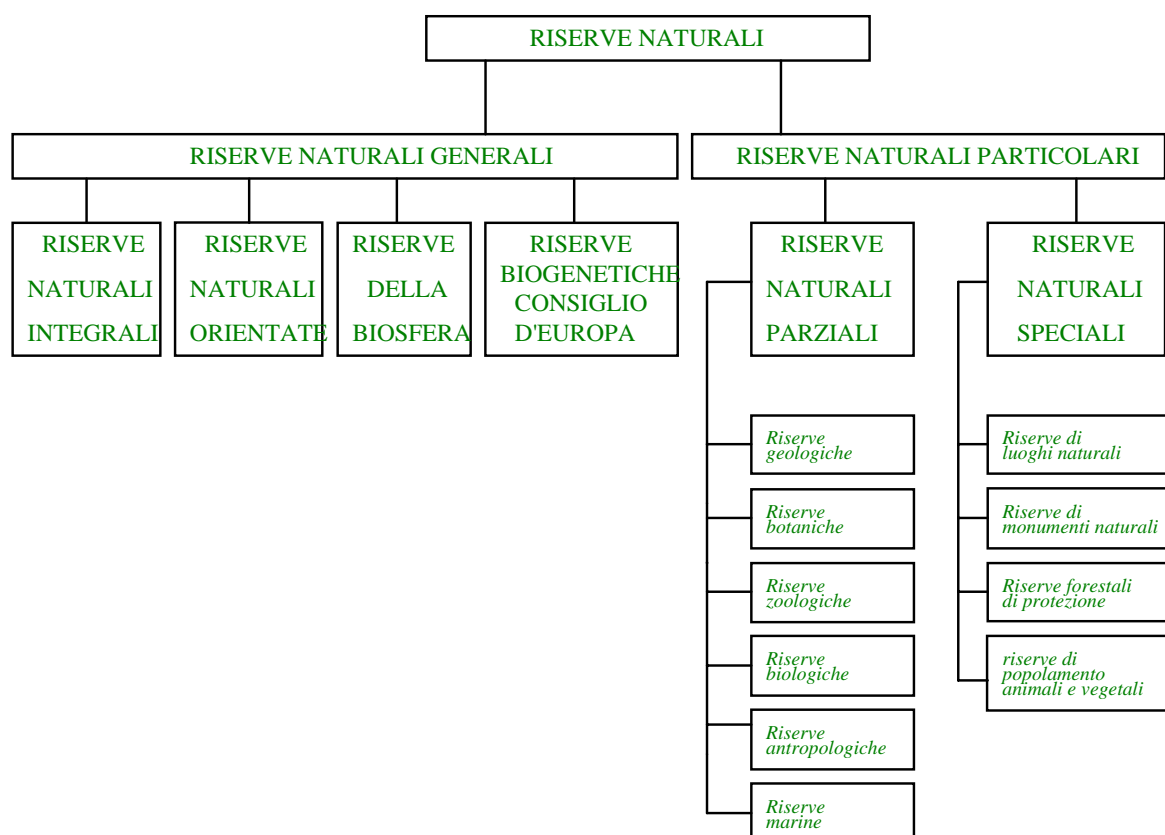 RISERVE NATURALI
RISERVE NATURALI GENERALI
RISERVE NATURALI PARTICOLARI
RISERVE
NATURALI
INTEGRALI
RISERVE
NATURALI
ORIENTATE
RISERVE
DELLA
BIOSFERA
RISERVE
BIOGENETICHE
CONSIGLIO
D'EUROPA
RISERVE
NATURALI
PARZIALI
RISERVE
NATURALI
SPECIALI
Riserve
geologiche
Riserve
botaniche
Riserve
zoologiche
Riserve
biologiche
Riserve
antropologiche
Riserve
marine
Riserve di
luoghi naturali
Riserve di
monumenti naturali
Riserve forestali
di protezione
riserve di
popolamento
animali e vegetali